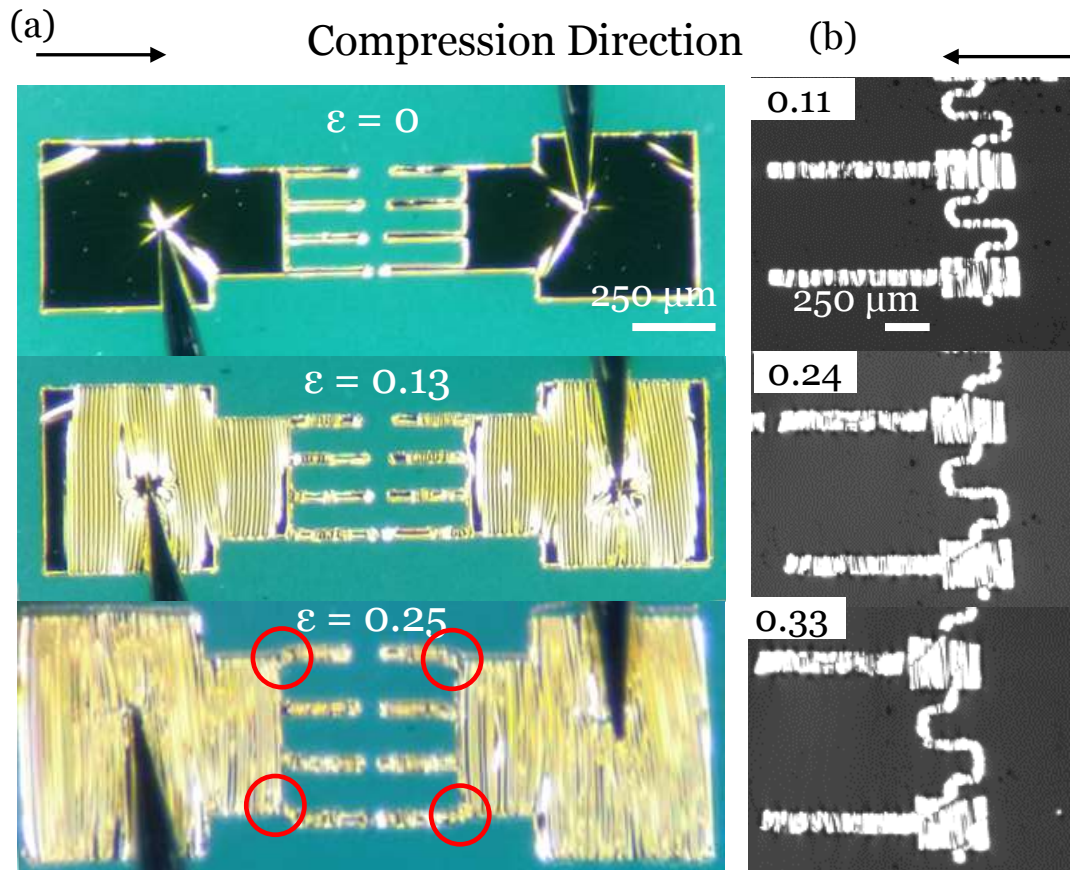 (a)
Compression Direction
(b)
ε = 0
250 µm
ε = 0.13
ε = 0.25
0.11
250 µm
0.24
0.33